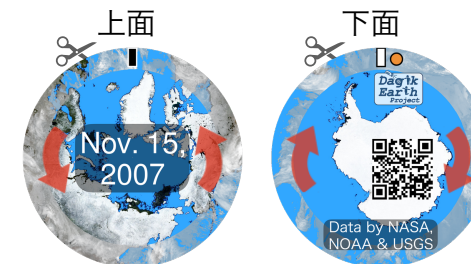 上面
下面
Nov. 15,
2007
Dagik
Earth
Project
Data by NASA,
NOAA & USGS